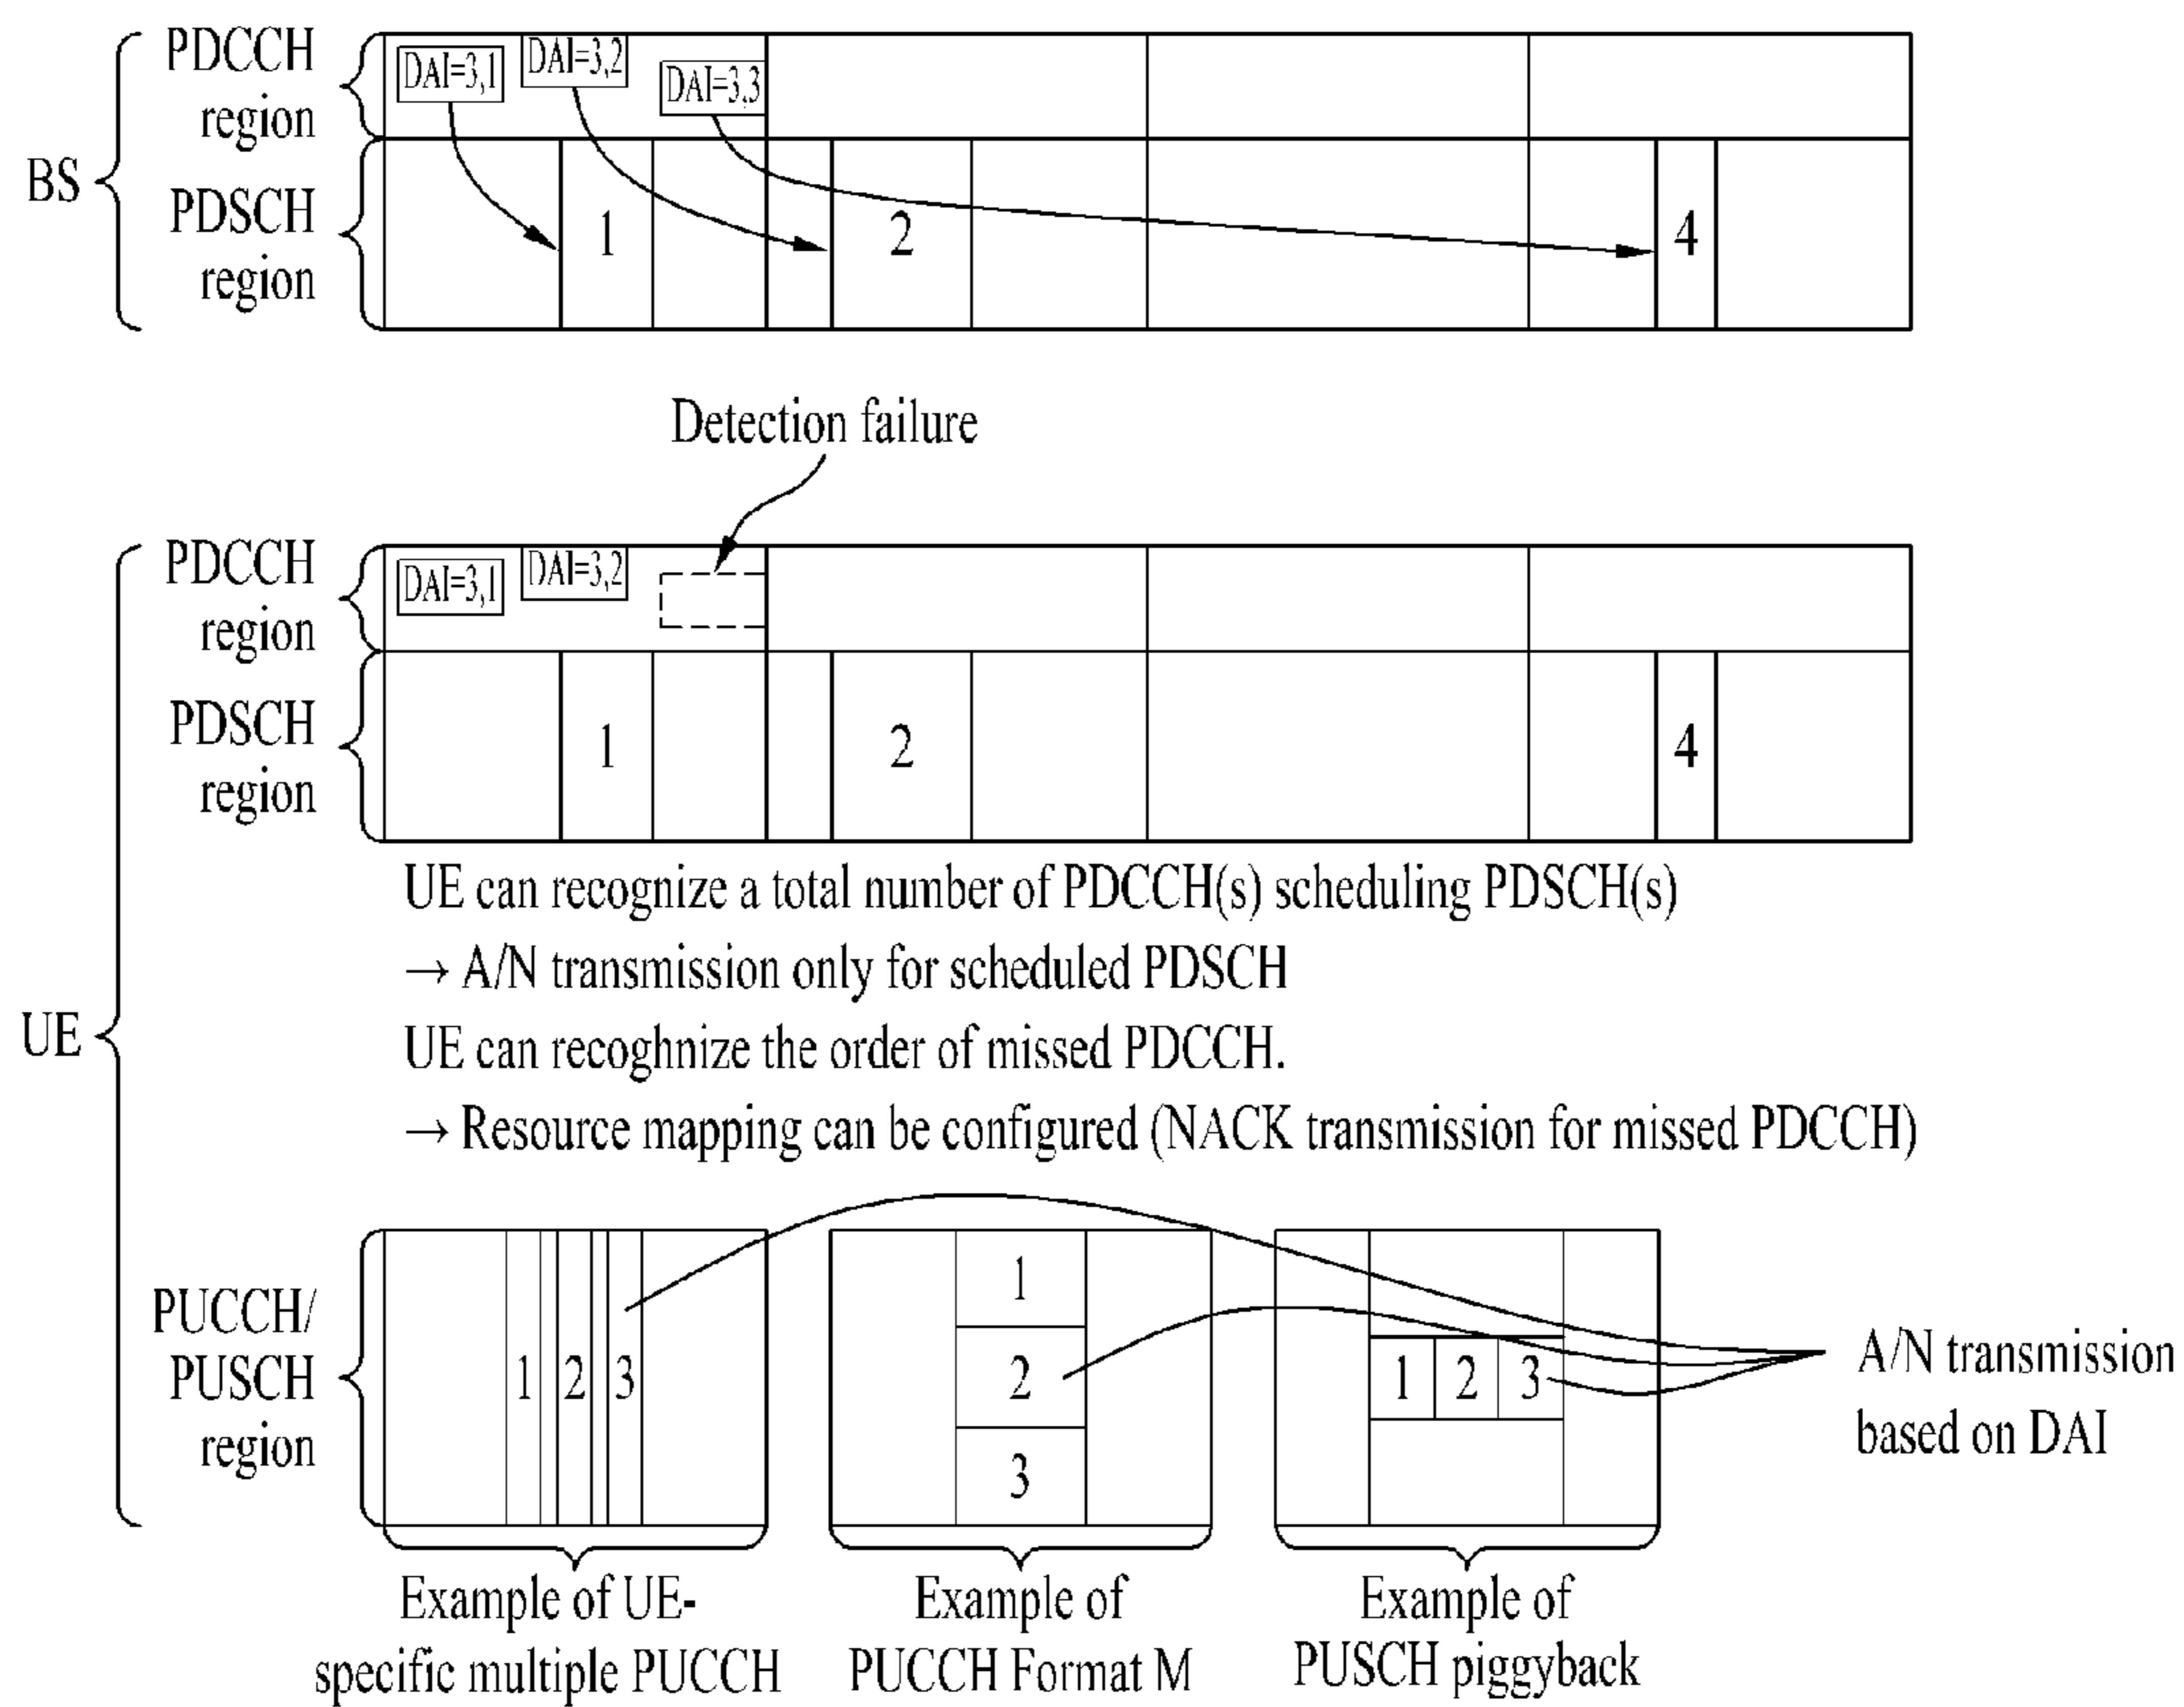 BS
PDCCH
region
DAI=3,1
DAI=3,2
DAI=3,3
PDSCH
region
1
2
4
Detection failure
UE
PDCCH
region
DAI=3,1
DAI=3,2
PDSCH
region
1
2
4
UE can recognize a total number of PDCCH(s) scheduling PDSCH(s)
→ A/N transmission only for scheduled PDSCH
UE can recoghnize the order of missed PDCCH.
→ Resource mapping can be configured (NACK transmission for missed PDCCH)
PUCCH/
PUSCH
region
1
2
3
1
2
3
1
2
3
A/N transmission
based on DAI
Example of UE-
specific multiple PUCCH
Example of
PUCCH Format M
Example of
PUSCH piggyback